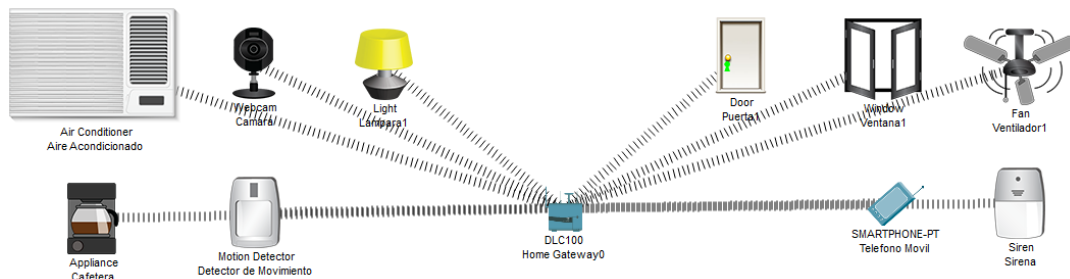 Webcam
Camara
Light
Lampara1
Door
Puerta1
Window
Ventana1
Fan
Ventilador1
Air Conditioner
Aire Acondicionado
Appliance
Cafetera
Motion Detector
Detector de Movimiento
DLC100
Home Gateway0
SMARTPHONE-PT
Telefono Movil
Siren
Sirena